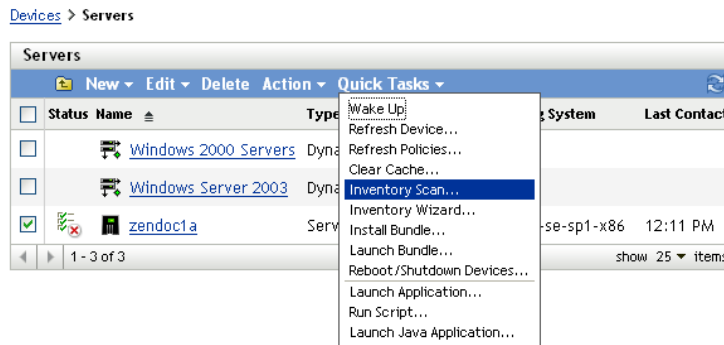 Devices > Servers
Servers
New Edit Delete Action Quick Tasks
Status Name Type g System Last Contact
Windows 2000 Servers Dyna
Windows Server 2003 Dyna
zendoc1a Serv -se-sp1-x86 12:11 PM
1 - 3 of 3 show 25 items
Wake Up
Refresh Device...
Refresh Policies...
Clear Cache...
Inventory Scan...
Inventory Wizard...
Install Bundle...
Launch Bundle...
Reboot/Shutdown Devices...
Launch Application...
Run Script...
Launch Java Application...